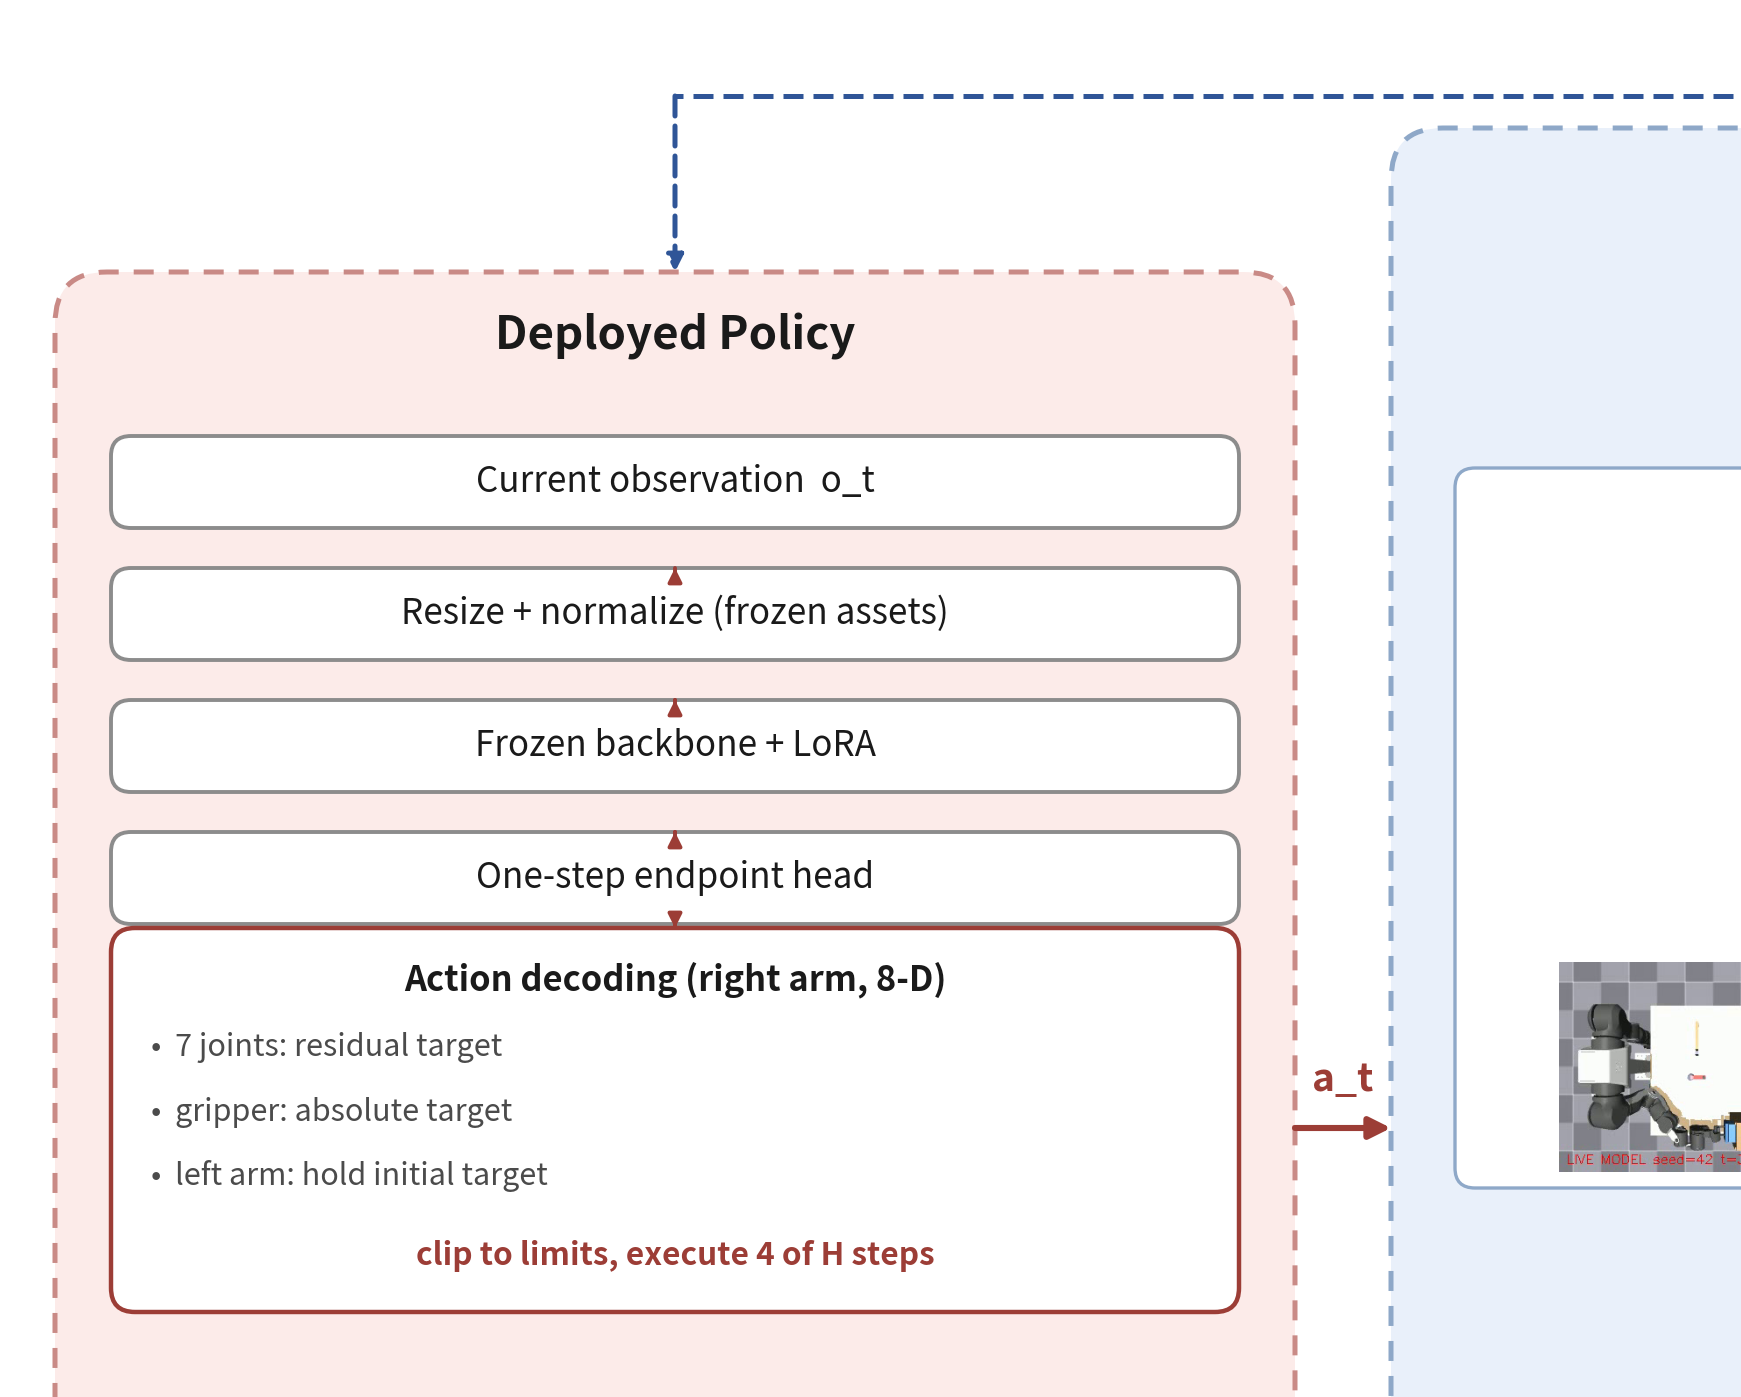 Deployed Policy
Current observation o_t
Resize + normalize (frozen assets)
Frozen backbone + LoRA
One-step endpoint head
Action decoding (right arm, 8-D)
• 7 joints: residual target
• gripper: absolute target
• left arm: hold initial target
clip to limits, execute 4 of H steps
a_t
LIVE MODEL seed=42